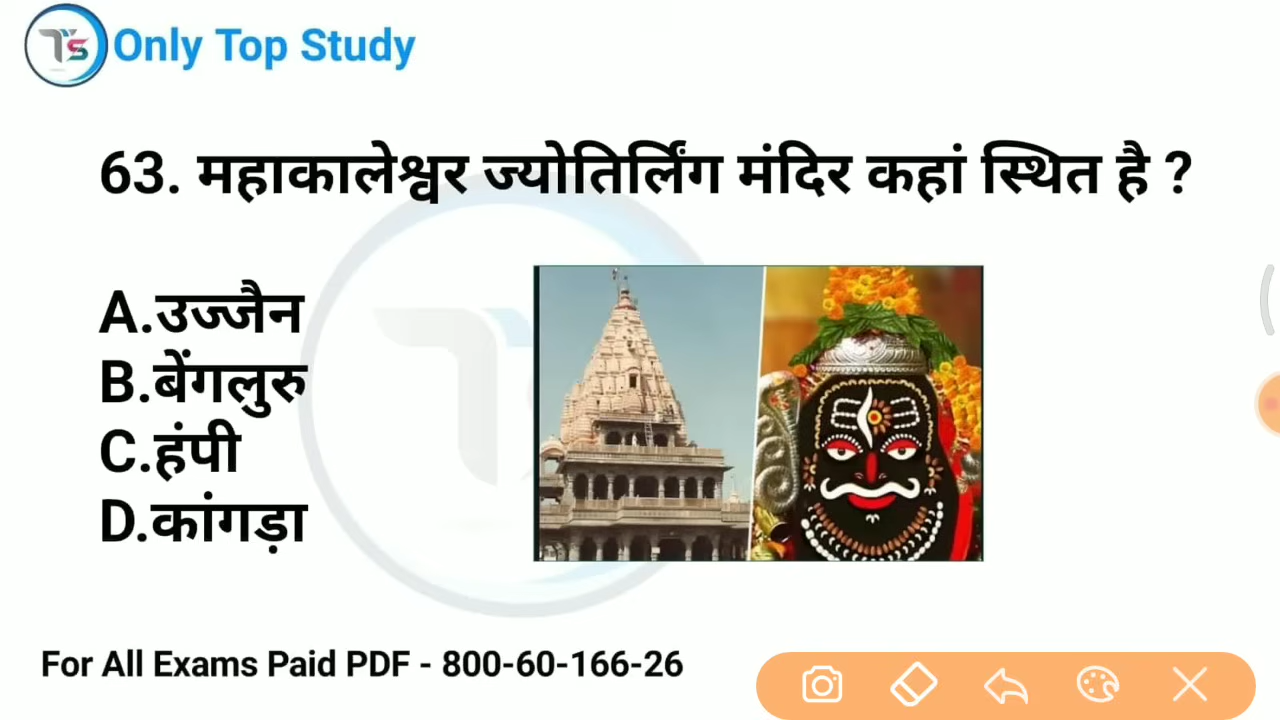 TS Only Top Study
63. महाकालेश्वर ज्योतिर्लिंग मंदिर कहां स्थित है ?
A.उज्जैन
B.बेंगलुरु
C.हंपी
D.कांगड़ा
For All Exams Paid PDF - 800-60-166-26